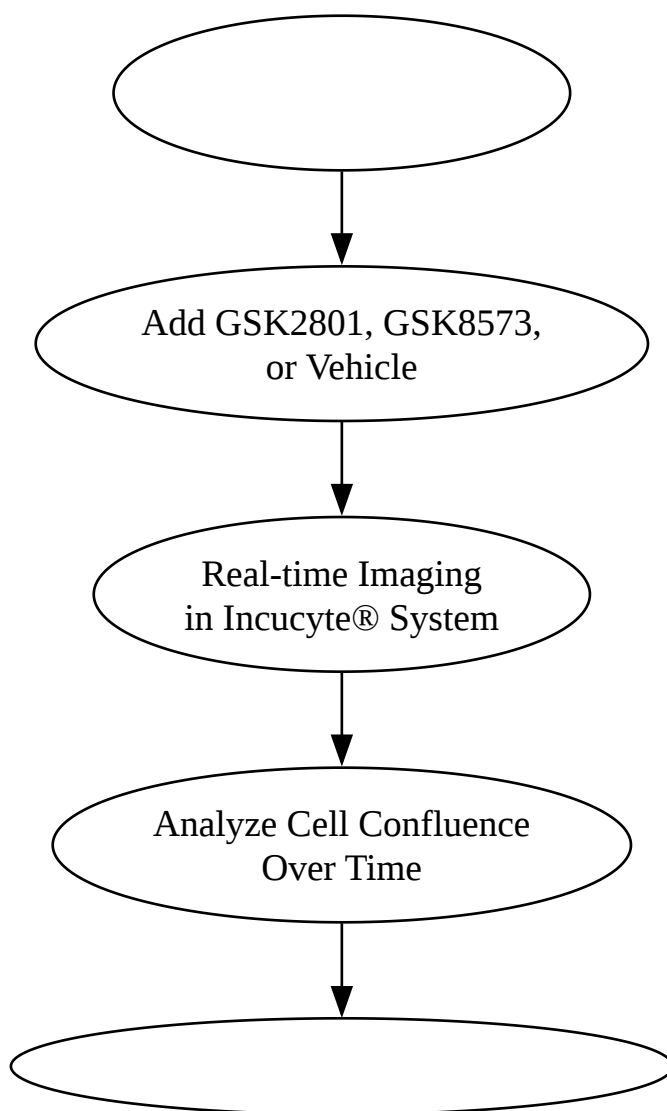 Add GSK2801, GSK8573,
or Vehicle
Real-time Imaging
in Incucyte® System
Analyze Cell Confluence
Over Time